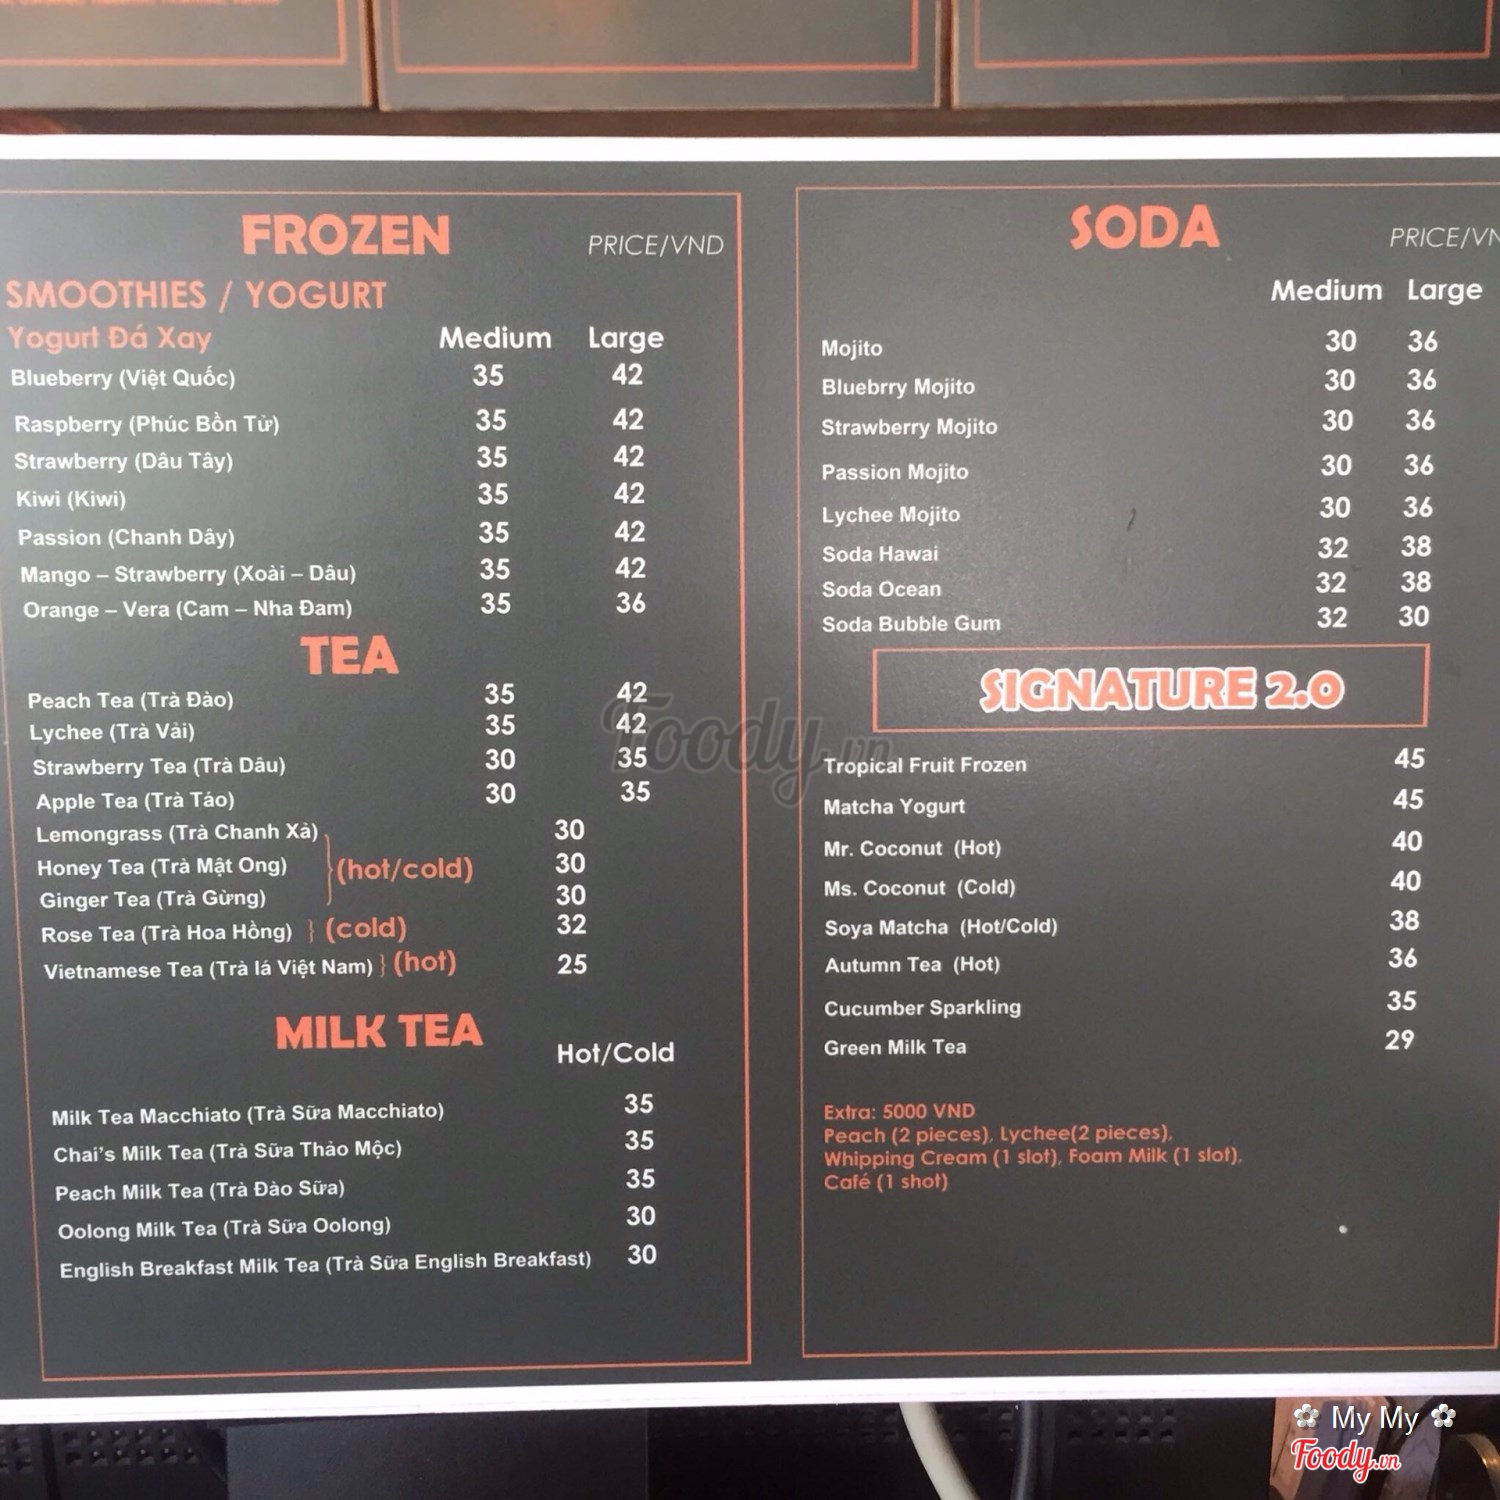 FROZEN
PRICE/VND
SMOOTHIES / YOGURT
Yogurt Đá Xay Medium Large
Blueberry (Việt Quốc) 35 42
Raspberry (Phúc Bồn Tử) 35 42
Strawberry (Dâu Tây) 35 42
Kiwi (Kiwi) 35 42
Passion (Chanh Dây) 35 42
Mango – Strawberry (Xoài – Dâu) 35 42
Orange – Vera (Cam – Nha Đam) 35 36
TEA
Peach Tea (Trà Đào) 35 42
Lychee (Trà Vải) 35 42
Strawberry Tea (Trà Dâu) 30 35
Apple Tea (Trà Táo) 30 35
Lemongrass (Trà Chanh Xả) 30
Honey Tea (Trà Mật Ong) (hot/cold) 30
Ginger Tea (Trà Gừng) 30
Rose Tea (Trà Hoa Hồng) } (cold) 32
Vietnamese Tea (Trà lá Việt Nam) } (hot) 25
MILK TEA
Hot/Cold
Milk Tea Macchiato (Trà Sữa Macchiato) 35
Chai's Milk Tea (Trà Sữa Thảo Mộc) 35
Peach Milk Tea (Trà Đào Sữa) 35
Oolong Milk Tea (Trà Sữa Oolong) 30
English Breakfast Milk Tea (Trà Sữa English Breakfast) 30
SODA
PRICE/VN
Medium Large
Mojito 30 36
Bluebrry Mojito 30 36
Strawberry Mojito 30 36
Passion Mojito 30 36
Lychee Mojito 30 36
Soda Hawai 32 38
Soda Ocean 32 38
Soda Bubble Gum 32 30
SIGNATURE 2.0
Tropical Fruit Frozen 45
Matcha Yogurt 45
Mr. Coconut (Hot) 40
Ms. Coconut (Cold) 40
Soya Matcha (Hot/Cold) 38
Autumn Tea (Hot) 36
Cucumber Sparkling 35
Green Milk Tea 29
Extra: 5000 VND
Peach (2 pieces), Lychee(2 pieces),
Whipping Cream (1 slot), Foam Milk (1 slot),
Café (1 shot)
Foody.vn
My My
Foody.vn